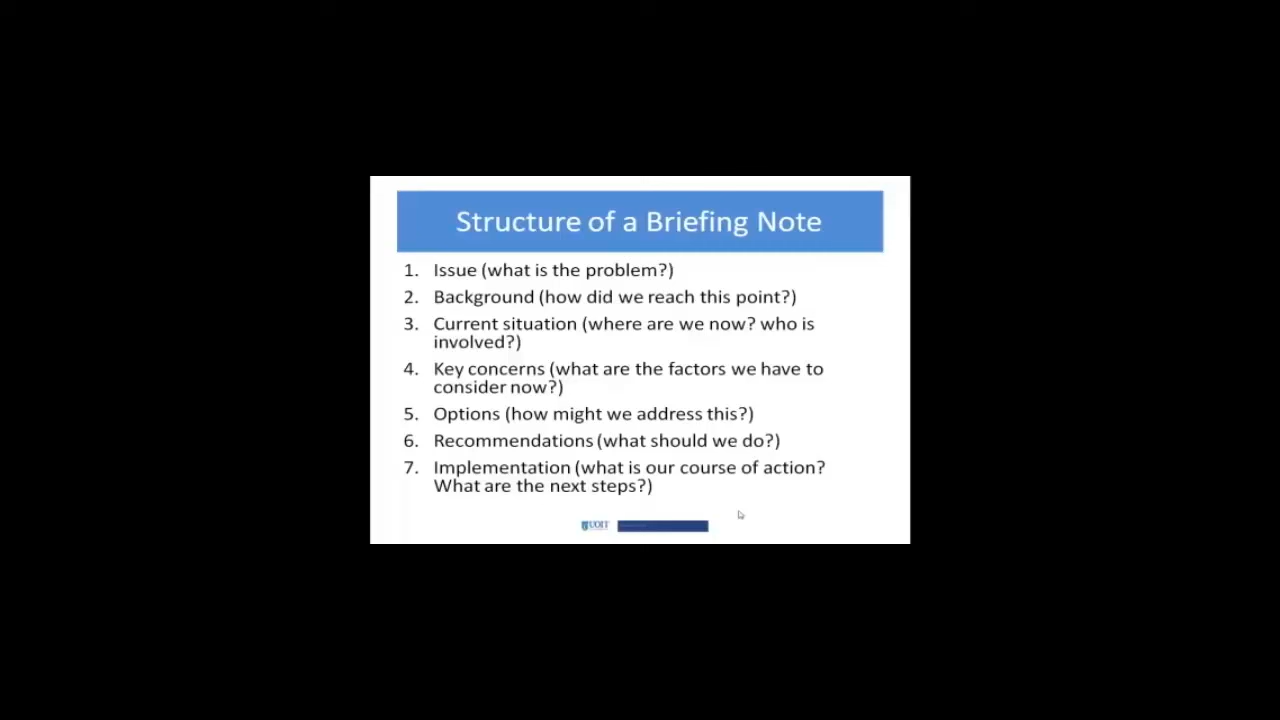 Structure of a Briefing Note
1. Issue (what is the problem?)
2. Background (how did we reach this point?)
3. Current situation (where are we now? who is
involved?)
4. Key concerns (what are the factors we have to
consider now?)
5. Options (how might we address this?)
6. Recommendations (what should we do?)
7. Implementation (what is our course of action?
What are the next steps?)
UOIT